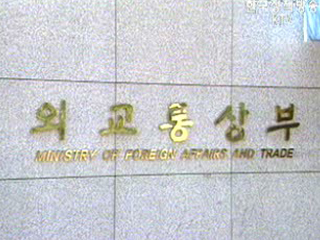 외교통상부
MINISTRY OF FOREIGN AFFAIRS AND TRADE